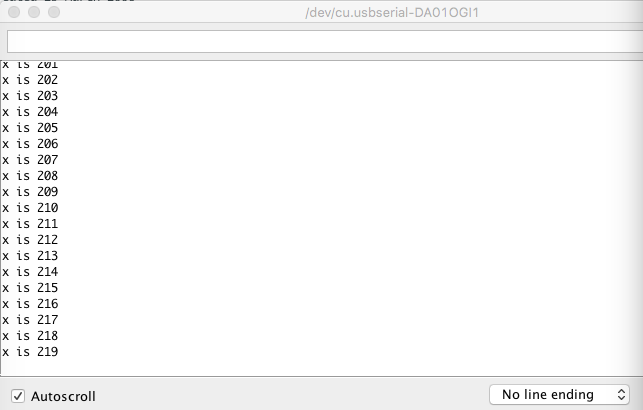 /dev/cu.usbserial-DA01OGI1
x is 201
x is 202
x is 203
x is 204
x is 205
x is 206
x is 207
x is 208
x is 209
x is 210
x is 211
x is 212
x is 213
x is 214
x is 215
x is 216
x is 217
x is 218
x is 219
Autoscroll
No line ending